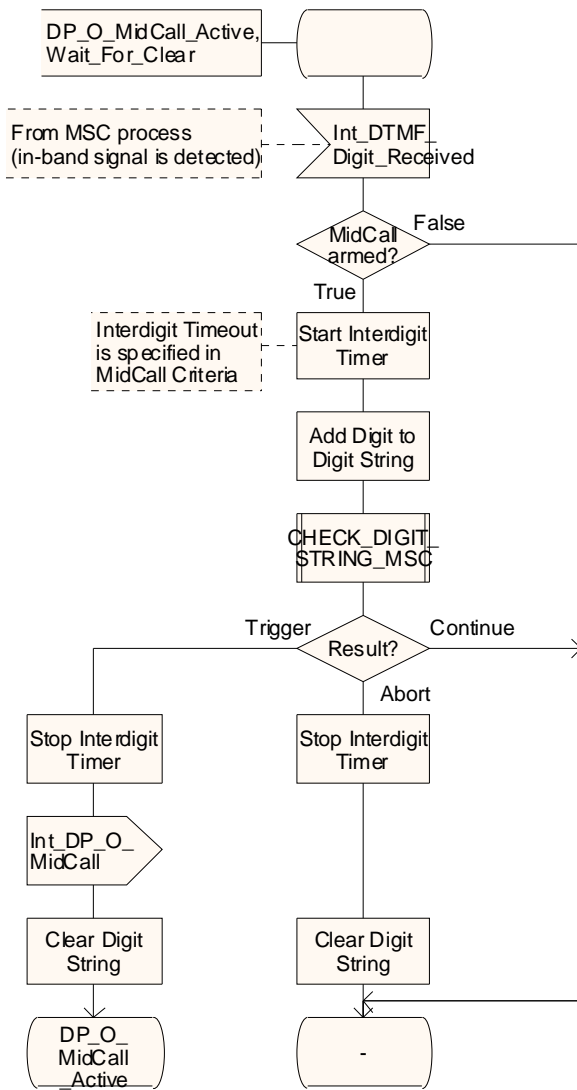 DP_O_MidCall_Active,
Wait_For_Clear
From MSC process
(in-band signal is detected)
Int_DTMF_
Digit_Received
MidCall
armed?
False
True
Interdigit Timeout
is specified in
MidCall Criteria
Start Interdigit
Timer
Add Digit to
Digit String
CHECK_DIGIT_
STRING_MSC
Trigger
Result?
Continue
Abort
Stop Interdigit
Timer
Stop Interdigit
Timer
Int_DP_O_
MidCall
Clear Digit
String
Clear Digit
String
DP_O_
MidCall
_Active
-